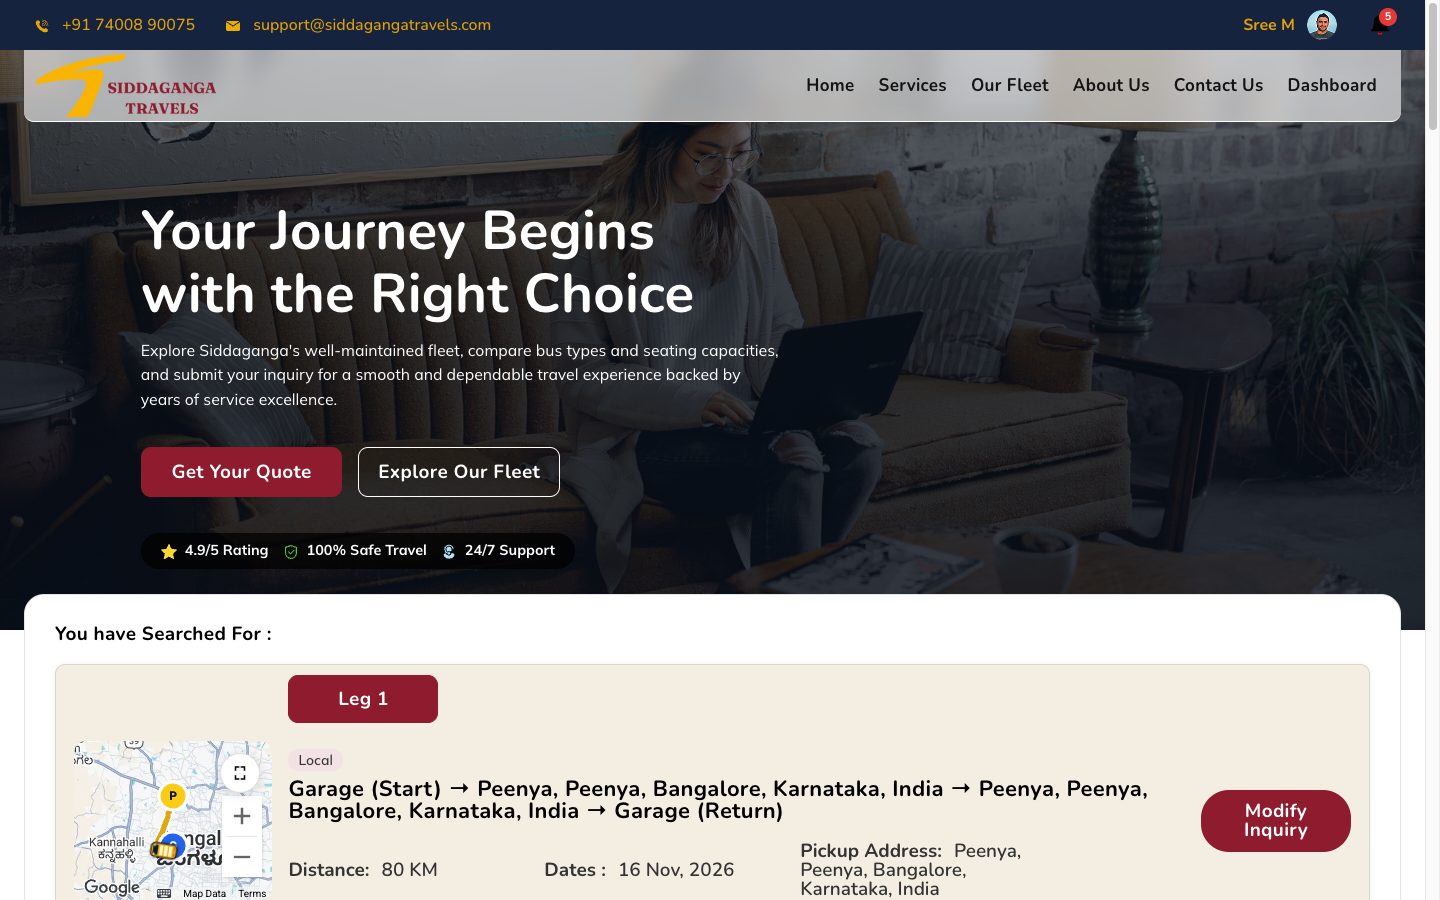 +91 74008 90075
support@siddagangatravels.com
Sree M
5
SIDDAGANGA
TRAVELS
Home
Services
Our Fleet
About Us
Contact Us
Dashboard
Your Journey Begins
with the Right Choice
Explore Siddaganga's well-maintained fleet, compare bus types and seating capacities,
and submit your inquiry for a smooth and dependable travel experience backed by
years of service excellence.
Get Your Quote
Explore Our Fleet
4.9/5 Rating
100% Safe Travel
24/7 Support
You have Searched For :
Leg 1
Local
Garage (Start) → Peenya, Peenya, Bangalore, Karnataka, India → Peenya, Peenya,
Bangalore, Karnataka, India → Garage (Return)
Modify
Inquiry
Distance: 80 KM
Dates : 16 Nov, 2026
Pickup Address: Peenya,
Peenya, Bangalore,
Karnataka, India
P
Kannahalli
ಕನ್ನಹಳ್ಳಿ
Google
Map Data
Terms